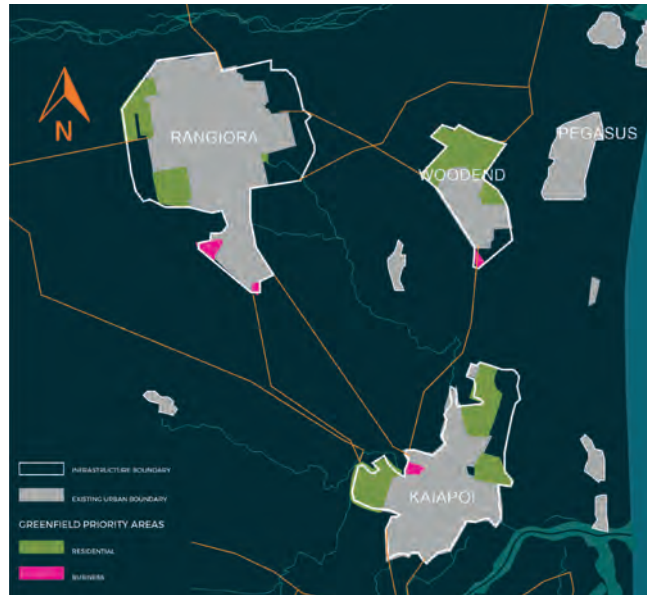 RANGIORA
PEGASUS
WOODEND
N
KAIAPOI
INFRASTRUCTURE BOUNDARY
EXISTING URBAN BOUNDARY
GREENFIELD PRIORITY AREAS
RESIDENTIAL
BUSINESS